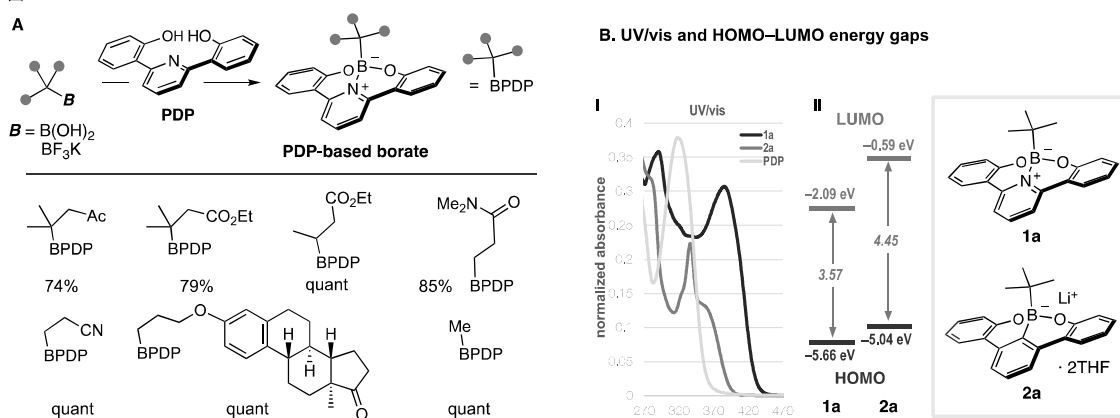 A
OH HO
N
B
PDP
B = B(OH)2
BF3K
B−
O O
N+
PDP-based borate
BPDP
=
Ac
BPDP
74%
CO2Et
BPDP
79%
CO2Et
BPDP
quant
Me2N O
BPDP
85%
CN
BPDP
quant
O
BPDP
H
H H
O
quant
Me
BPDP
quant
B. UV/vis and HOMO–LUMO energy gaps
I
UV/vis
1a
2a
PDP
normalized absorbance
0.4
0.35
0.3
0.25
0.2
0.15
0.1
0.05
0
270 320 370 420 470
II
LUMO
−0.59 eV
−2.09 eV
4.45
3.57
−5.66 eV
−5.04 eV
HOMO
1a 2a
B−
O O
N+
1a
Li+
B−
O O
· 2THF
2a